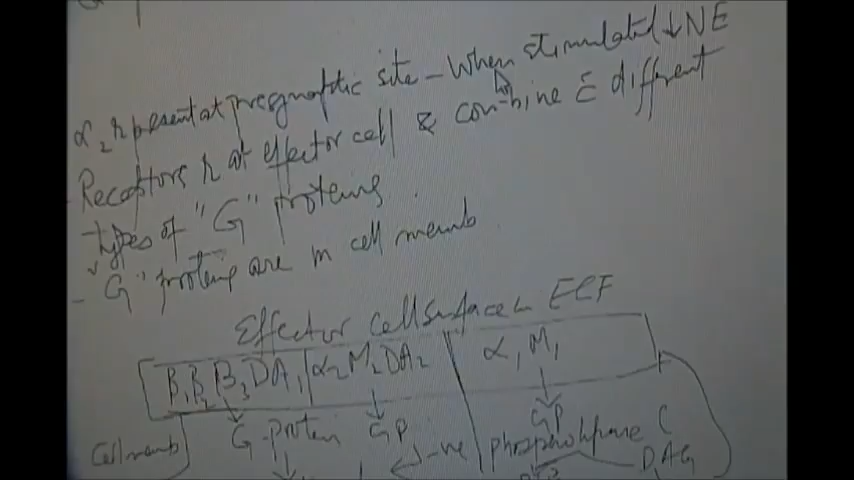 α2 r present at presynaptic site - When stimulated ↓ NE
Receptors r at effector cell & combine c̄ different
types of "G" proteins
- "G" proteins are in cell memb
Effector cell surface ECF
β1 β2 β3 DA1 α2 M2 DA2 α1 M1
G-protein GP -ve GP
Cell memb phospholipase C
DAG